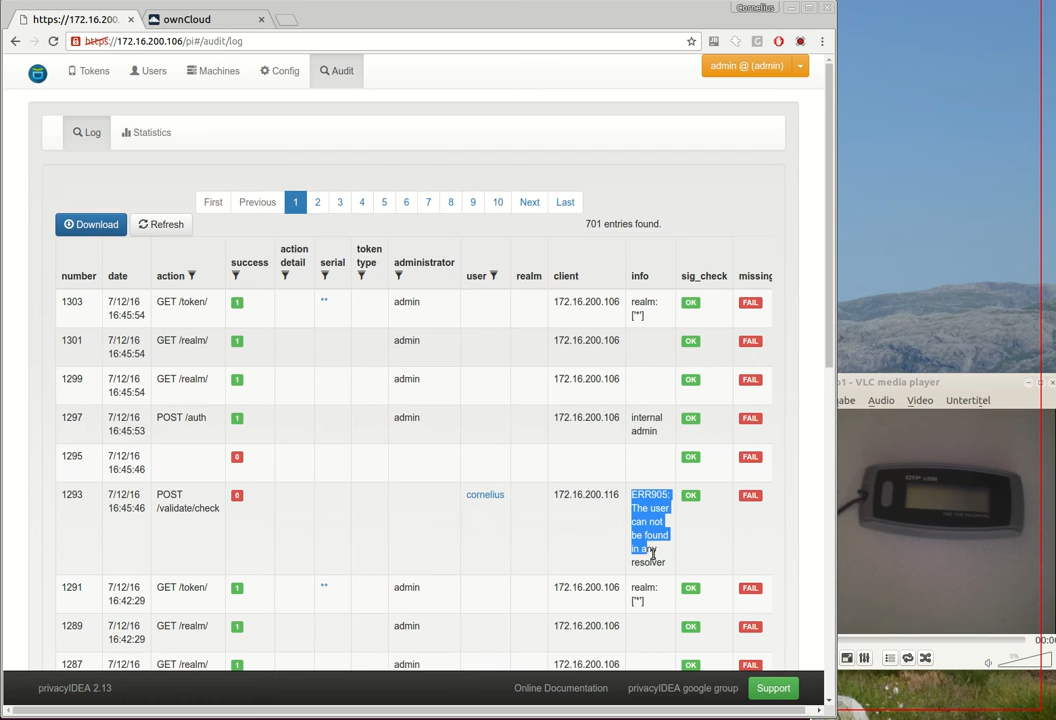 https://172.16.200.
ownCloud
Cornelius
https://172.16.200.106/pi#/audit/log
Tokens
Users
Machines
Config
Audit
admin @ (admin)
Log
Statistics
First Previous 1 2 3 4 5 6 7 8 9 10 Next Last
Download
Refresh
701 entries found.
number date action success action detail serial token type administrator user realm client info sig_check missing
1303 7/12/16 16:45:54 GET /token/ 1 ** admin 172.16.200.106 realm: ['*'] OK FAIL
1301 7/12/16 16:45:54 GET /realm/ 1 admin 172.16.200.106 OK FAIL
1299 7/12/16 16:45:54 GET /realm/ 1 admin 172.16.200.106 OK FAIL
1297 7/12/16 16:45:53 POST /auth 1 admin 172.16.200.106 internal admin OK FAIL
1295 7/12/16 16:45:46 0 OK FAIL
1293 7/12/16 16:45:46 POST /validate/check 0 cornelius 172.16.200.116 ERR905: The user can not be found in any resolver OK FAIL
1291 7/12/16 16:42:29 GET /token/ 1 ** admin 172.16.200.106 realm: ['*'] OK FAIL
1289 7/12/16 16:42:29 GET /realm/ 1 admin 172.16.200.106 OK FAIL
1287 7/12/16 GET /realm/ 1 admin 172.16.200.106 OK FAIL
privacyIDEA 2.13
Online Documentation
privacyIDEA google group
Support
- VLC media player
Audio Video Untertitel
00:0